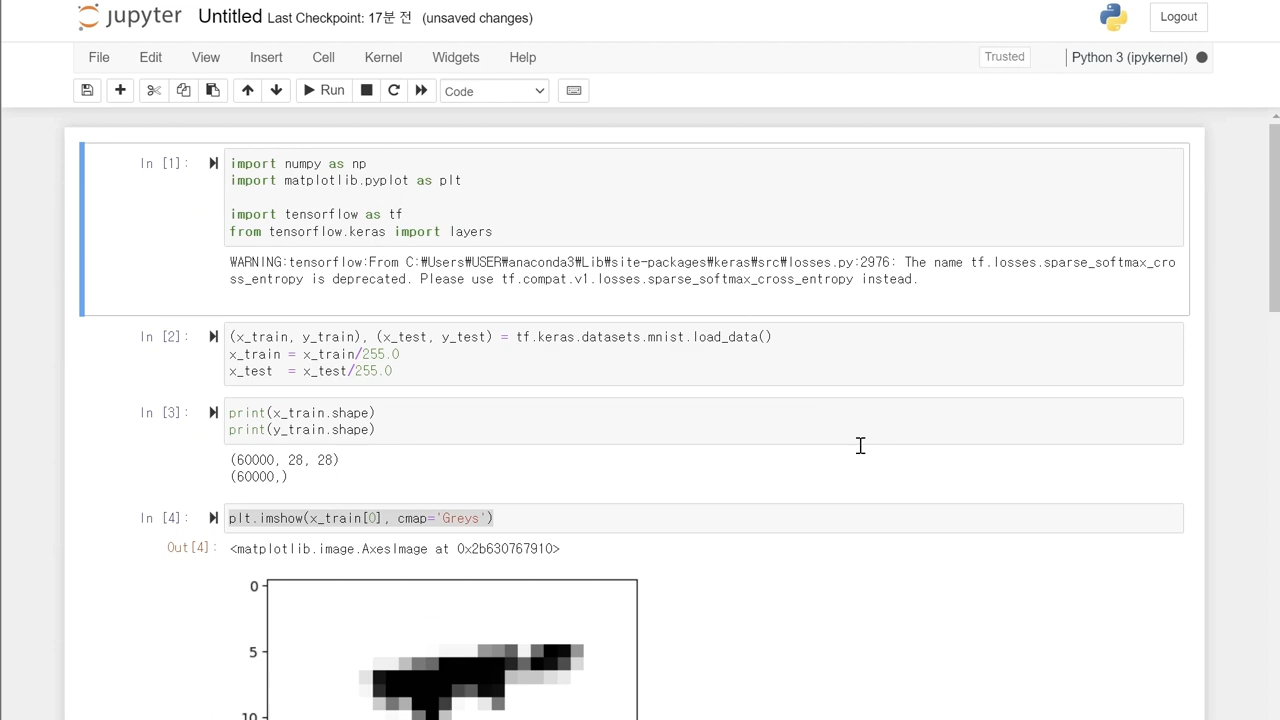 jupyter Untitled Last Checkpoint: 17분 전 (unsaved changes) Logout
File Edit View Insert Cell Kernel Widgets Help Trusted Python 3 (ipykernel)
Run Code
In [1]:
import numpy as np
import matplotlib.pyplot as plt
import tensorflow as tf
from tensorflow.keras import layers
WARNING:tensorflow:From C:₩Users₩USER₩anaconda3₩Lib₩site-packages₩keras₩src₩losses.py:2976: The name tf.losses.sparse_softmax_cro
ss_entropy is deprecated. Please use tf.compat.v1.losses.sparse_softmax_cross_entropy instead.
In [2]:
(x_train, y_train), (x_test, y_test) = tf.keras.datasets.mnist.load_data()
x_train = x_train/255.0
x_test  = x_test/255.0
In [3]:
print(x_train.shape)
print(y_train.shape)
(60000, 28, 28)
(60000,)
In [4]:
plt.imshow(x_train[0], cmap='Greys')
Out[4]:
<matplotlib.image.AxesImage at 0x2b630767910>
0
5
10